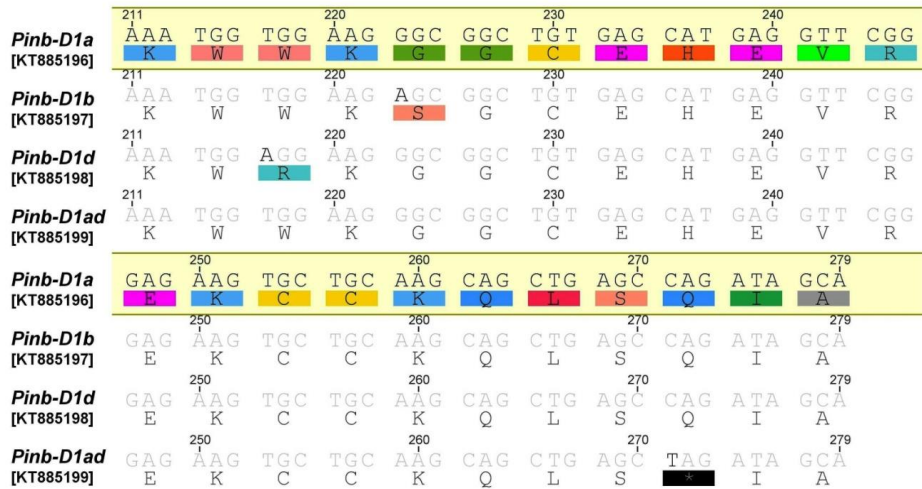 211 220 230 240
Pinb-D1a AAA TGG TGG AAG GGC GGC TGT GAG CAT GAG GTT CGG
[KT885196] K W W K G G C E H E V R
211 220 230 240
Pinb-D1b AAA TGG TGG AAG AGC GGC TGT GAG CAT GAG GTT CGG
[KT885197] K W W K S G C E H E V R
211 220 230 240
Pinb-D1d AAA TGG AGG AAG GGC GGC TGT GAG CAT GAG GTT CGG
[KT885198] K W R K G G C E H E V R
211 220 230 240
Pinb-D1ad AAA TGG TGG AAG GGC GGC TGT GAG CAT GAG GTT CGG
[KT885199] K W W K G G C E H E V R
250 260 270 279
Pinb-D1a GAG AAG TGC TGC AAG CAG CTG AGC CAG ATA GCA
[KT885196] E K C C K Q L S Q I A
250 260 270 279
Pinb-D1b GAG AAG TGC TGC AAG CAG CTG AGC CAG ATA GCA
[KT885197] E K C C K Q L S Q I A
250 260 270 279
Pinb-D1d GAG AAG TGC TGC AAG CAG CTG AGC CAG ATA GCA
[KT885198] E K C C K Q L S Q I A
250 260 270 279
Pinb-D1ad GAG AAG TGC TGC AAG CAG CTG AGC TAG ATA GCA
[KT885199] E K C C K Q L S * I A